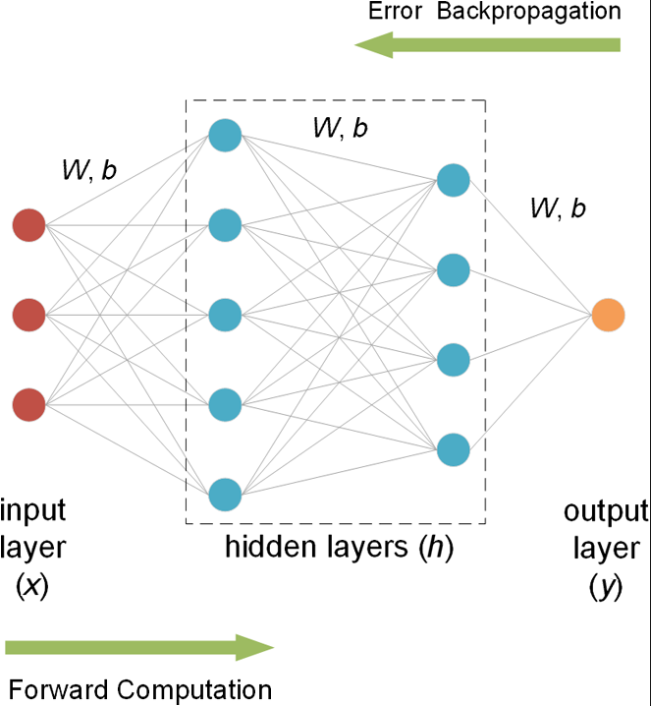 Error Backpropagation
W, b
W, b
W, b
input
layer
(x)
hidden layers (h)
output
layer
(y)
Forward Computation